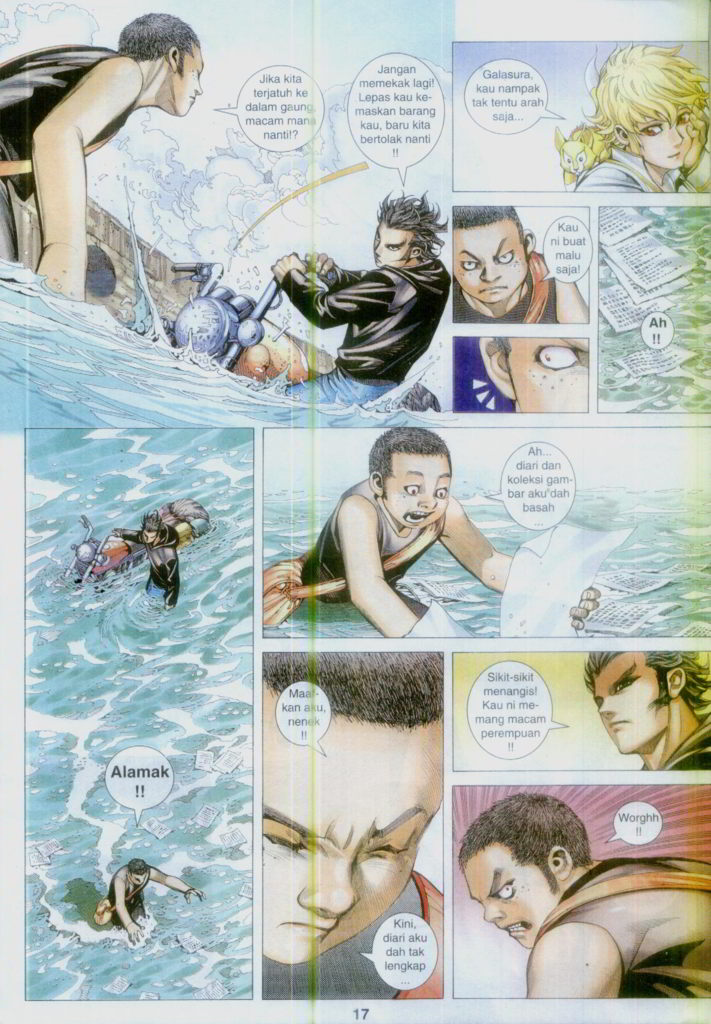 Jika kita
terjatuh ke
dalam gaung,
macam mana
nanti!?
Jangan
memekak lagi!
Lepas kau ke-
maskan barang
kau, baru kita
bertolak nanti
!!
Galasura,
kau nampak
tak tentu arah
saja...
Kau
ni buat
malu
saja!
Ah
!!
Alamak
!!
Ah...
diari dan
koleksi gam-
bar aku dah
basah
...
Maaf-
kan aku,
nenek
!!
Kini,
diari aku
dah tak
lengkap
...
Sikit-sikit
menangis!
Kau ni me-
mang macam
perempuan
!!
Worghh
!!
17